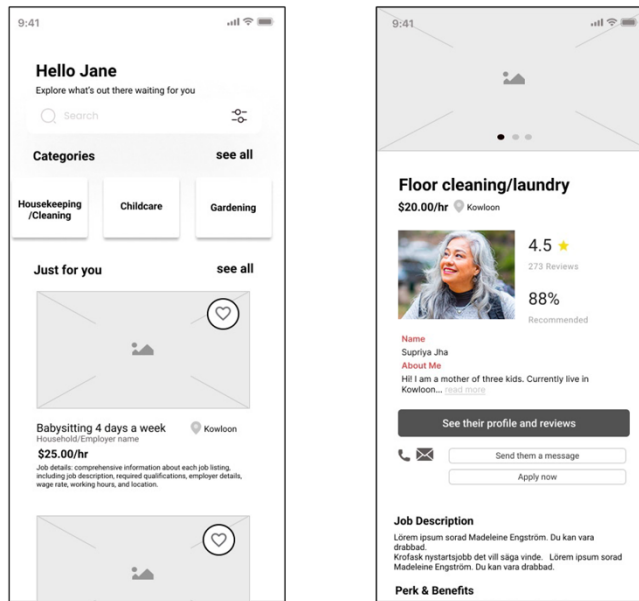 9:41
Hello Jane
Explore what's out there waiting for you
Search
Categories
see all
Housekeeping
/Cleaning
Childcare
Gardening
Just for you
see all
Babysitting 4 days a week
Kowloon
Household/Employer name
$25.00/hr
Job details: comprehensive information about each job listing,
including job description, required qualifications, employer details,
wage rate, working hours, and location.
9:41
Floor cleaning/laundry
$20.00/hr
Kowloon
4.5
273 Reviews
88%
Recommended
Name
Supriya Jha
About Me
Hi! I am a mother of three kids. Currently live in
Kowloon... read more
See their profile and reviews
Send them a message
Apply now
Job Description
Lörem ipsum sorad Madeleine Engström. Du kan vara
drabbad.
Krofask nystartsjobb det vill säga vinde. Lörem ipsum sorad
Madeleine Engström. Du kan vara drabbad.
Perk & Benefits